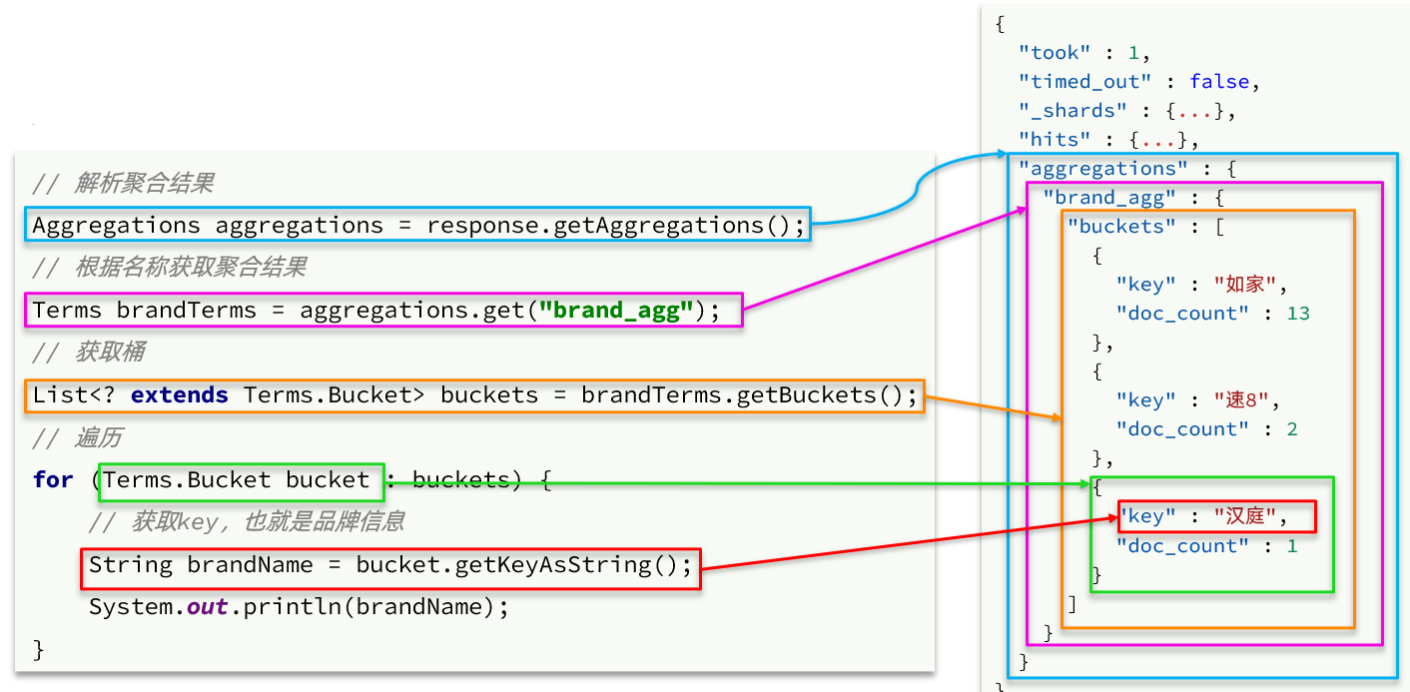 // 解析聚合结果
Aggregations aggregations = response.getAggregations();
// 根据名称获取聚合结果
Terms brandTerms = aggregations.get("brand_agg");
// 获取桶
List<? extends Terms.Bucket> buckets = brandTerms.getBuckets();
// 遍历
for (Terms.Bucket bucket : buckets) {
// 获取key，也就是品牌信息
String brandName = bucket.getKeyAsString();
System.out.println(brandName);
}
{
"took" : 1,
"timed_out" : false,
"_shards" : {...},
"hits" : {...},
"aggregations" : {
"brand_agg" : {
"buckets" : [
{
"key" : "如家",
"doc_count" : 13
},
{
"key" : "速8",
"doc_count" : 2
},
{
"key" : "汉庭",
"doc_count" : 1
}
]
}
}
}